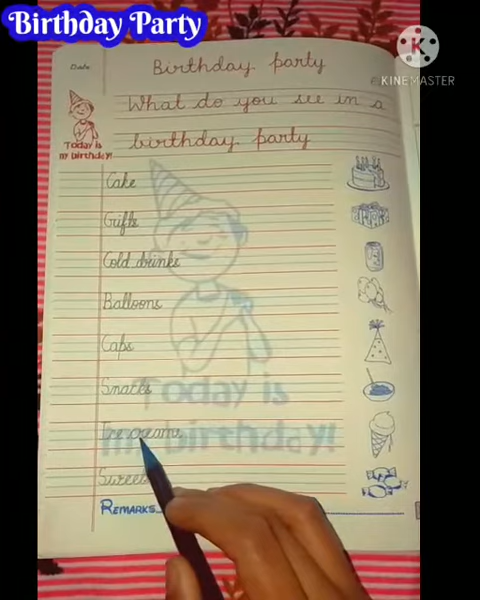 Birthday Party
KINEMASTER
Date
Birthday party
What do you see in a
birthday party
Today is
my birthday!
Cake
Gifts
Cold drinks
Balloons
Caps
Snacks
Ice creams
Sweets
Today is
my birthday!
REMARKS